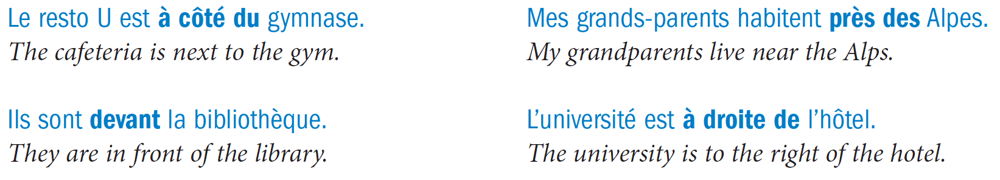 Le resto U est à côté du gymnase.
The cafeteria is next to the gym.
Ils sont devant la bibliothèque.
They are in front of the library.
Mes grands-parents habitent près des Alpes.
My grandparents live near the Alps.
L’université est à droite de l’hôtel.
The university is to the right of the hotel.